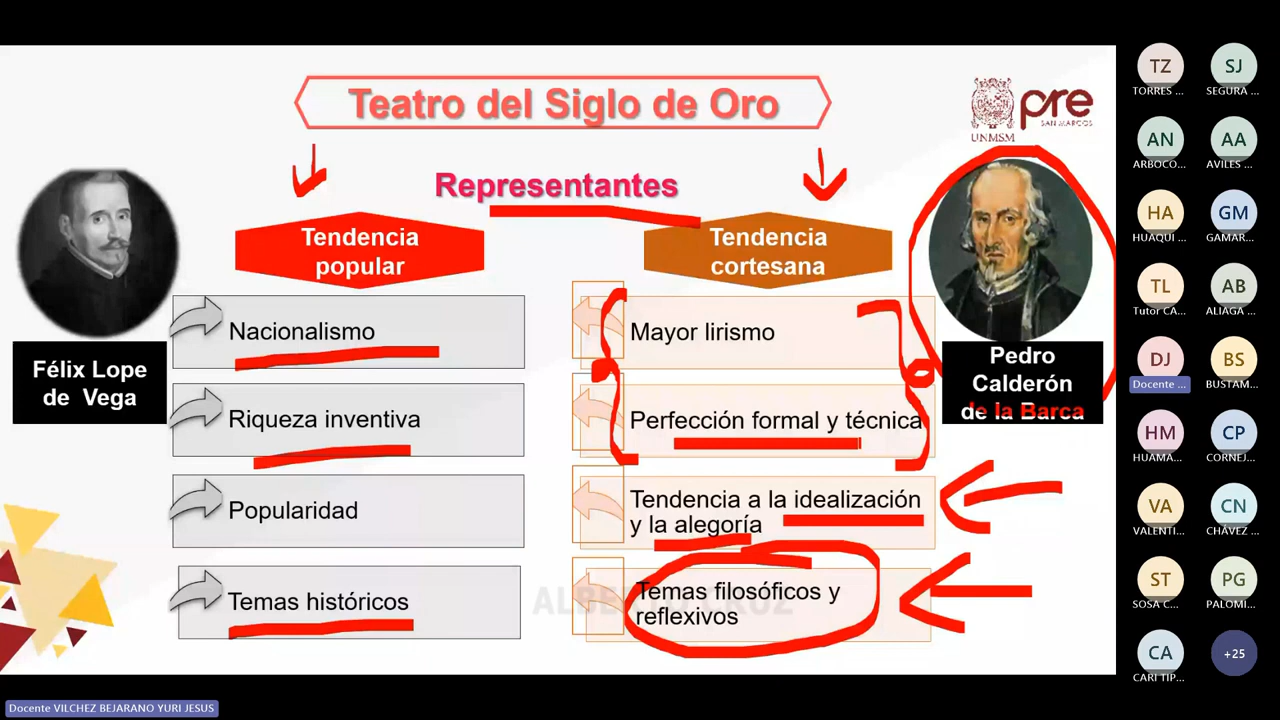 Teatro del Siglo de Oro
UNMSM
pre
SAN MARCOS
Representantes
Tendencia
popular
Tendencia
cortesana
Félix Lope
de Vega
Nacionalismo
Riqueza inventiva
Popularidad
Temas históricos
Mayor lirismo
Perfección formal y técnica
Tendencia a la idealización
y la alegoría
Temas filosóficos y
reflexivos
ALBERTO CRUZ
Pedro
Calderón
de la Barca
TZ
TORRES ...
SJ
SEGURA ...
AN
ARBOCO...
AA
AVILES ...
HA
HUAQUI ...
GM
GAMAR...
TL
Tutor CA...
AB
ALIAGA ...
DJ
Docente ...
BS
BUSTAM...
HM
HUAMA...
CP
CORNEJ...
VA
VALENTI...
CN
CHÁVEZ ...
ST
SOSA C...
PG
PALOMI...
CA
CARI TIP...
+25
Docente VILCHEZ BEJARANO YURI JESUS